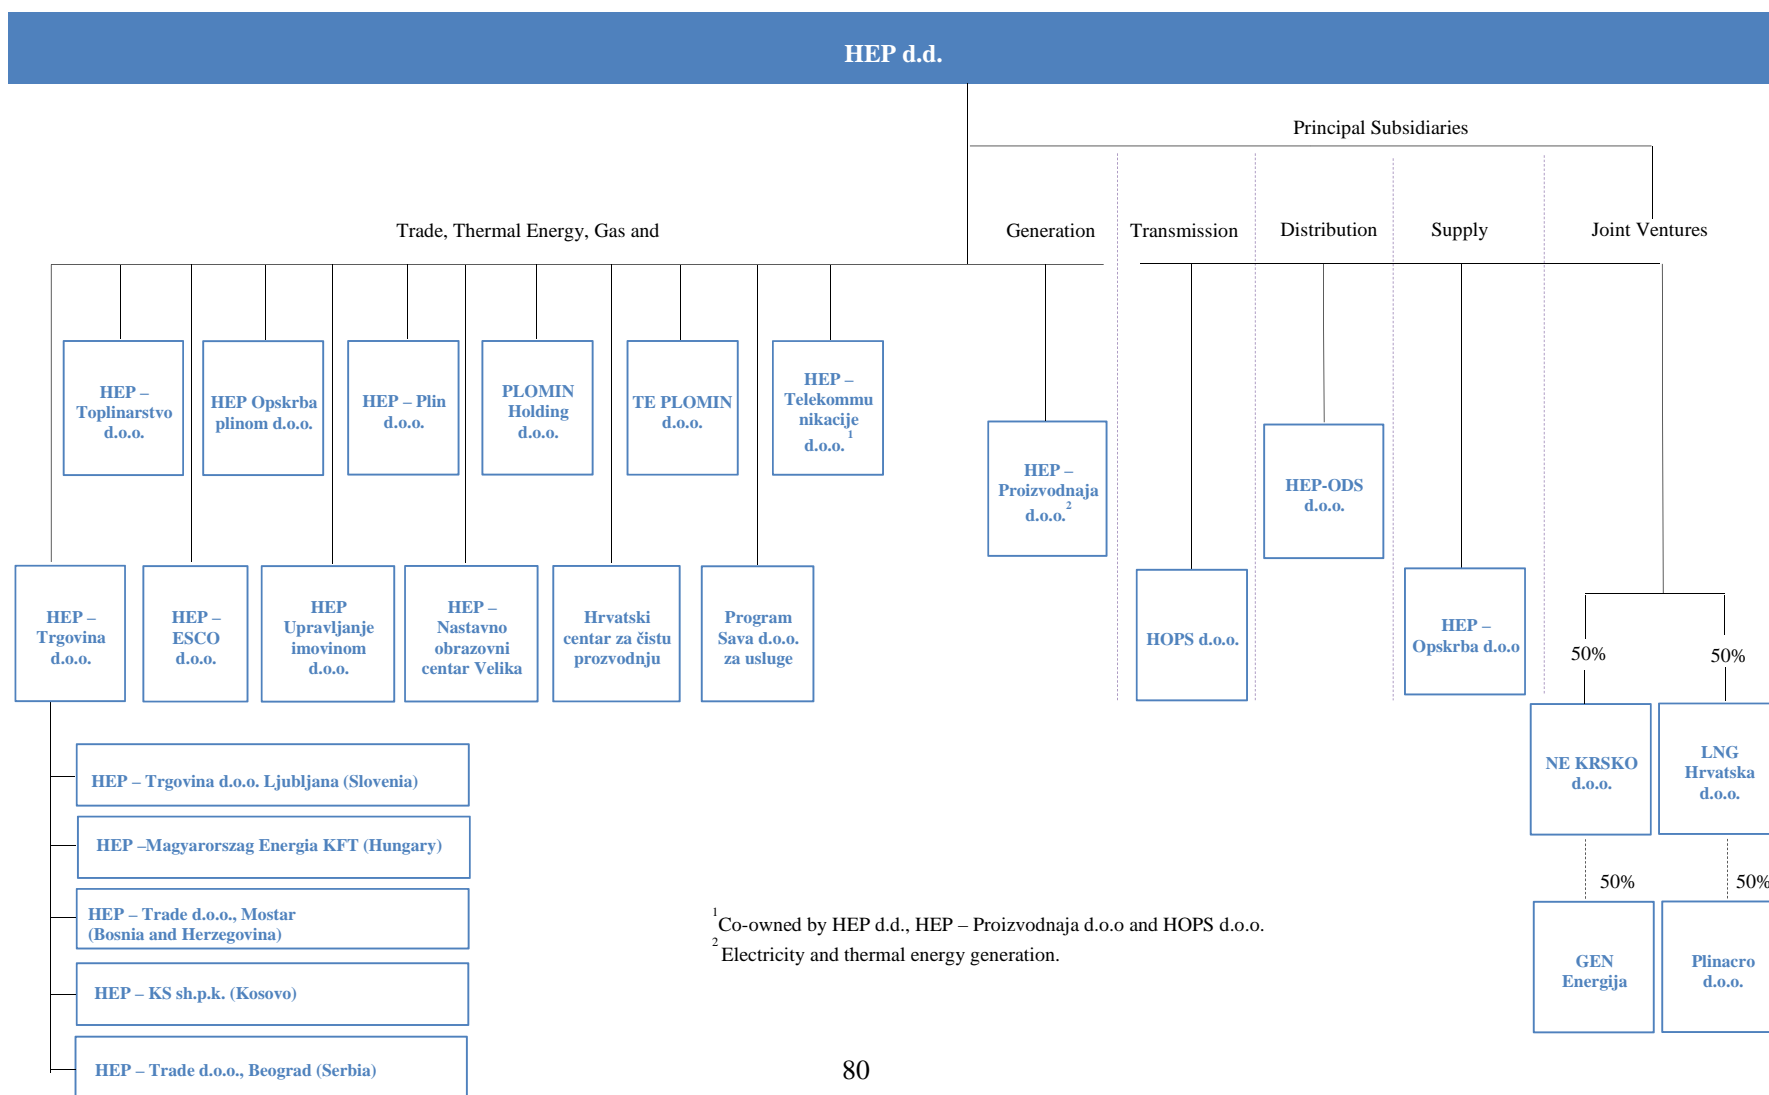 HEP d.d.
Principal Subsidiaries
Trade, Thermal Energy, Gas and
Generation
Transmission
Distribution
Supply
Joint Ventures
HEP –
Toplinarstvo
d.o.o.
HEP Opskrba
plinom d.o.o.
HEP – Plin
d.o.o.
PLOMIN
Holding
d.o.o.
TE PLOMIN
d.o.o.
HEP –
Telekommu
nikacije
d.o.o.1
HEP –
Proizvodnaja
d.o.o.2
HEP-ODS
d.o.o.
HEP –
Trgovina
d.o.o.
HEP –
ESCO
d.o.o.
HEP
Upravljanje
imovinom
d.o.o.
HEP –
Nastavno
obrazovni
centar Velika
Hrvatski
centar za čistu
prozvodnju
Program
Sava d.o.o.
za usluge
HOPS d.o.o.
HEP –
Opskrba d.o.o
50%
50%
NE KRSKO
d.o.o.
LNG
Hrvatska
d.o.o.
50%
50%
GEN
Energija
Plinacro
d.o.o.
HEP – Trgovina d.o.o. Ljubljana (Slovenia)
HEP –Magyarorszag Energia KFT (Hungary)
HEP – Trade d.o.o., Mostar
(Bosnia and Herzegovina)
HEP – KS sh.p.k. (Kosovo)
HEP – Trade d.o.o., Beograd (Serbia)
1Co-owned by HEP d.d., HEP – Proizvodnaja d.o.o and HOPS d.o.o.
2 Electricity and thermal energy generation.
80